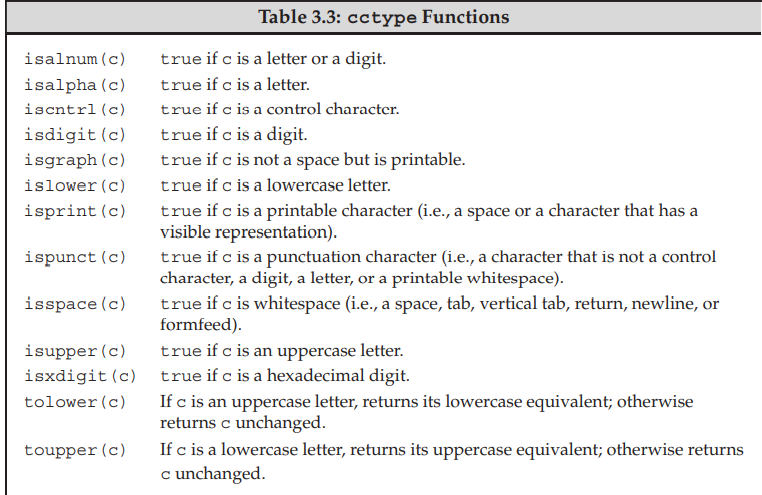 Table 3.3: cctype Functions
isalnum(c) true if c is a letter or a digit.
isalpha(c) true if c is a letter.
iscntrl(c) true if c is a control character.
isdigit(c) true if c is a digit.
isgraph(c) true if c is not a space but is printable.
islower(c) true if c is a lowercase letter.
isprint(c) true if c is a printable character (i.e., a space or a character that has a
visible representation).
ispunct(c) true if c is a punctuation character (i.e., a character that is not a control
character, a digit, a letter, or a printable whitespace).
isspace(c) true if c is whitespace (i.e., a space, tab, vertical tab, return, newline, or
formfeed).
isupper(c) true if c is an uppercase letter.
isxdigit(c) true if c is a hexadecimal digit.
tolower(c) If c is an uppercase letter, returns its lowercase equivalent; otherwise
returns c unchanged.
toupper(c) If c is a lowercase letter, returns its uppercase equivalent; otherwise returns
c unchanged.